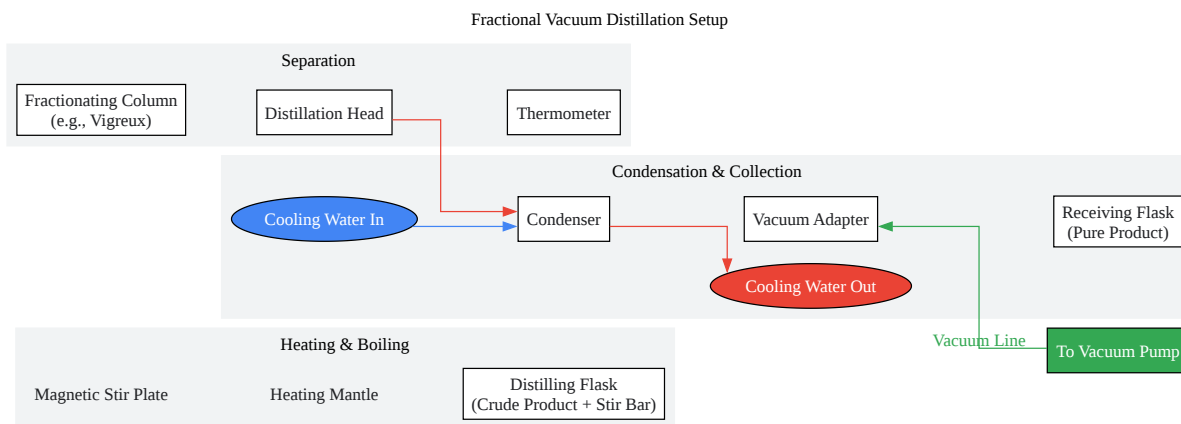 Fractional Vacuum Distillation Setup
Separation
Fractionating Column
(e.g., Vigreux)
Distillation Head
Thermometer
Condensation & Collection
Cooling Water In
Condenser
Vacuum Adapter
Receiving Flask
(Pure Product)
Cooling Water Out
Vacuum Line
To Vacuum Pump
Heating & Boiling
Magnetic Stir Plate
Heating Mantle
Distilling Flask
(Crude Product + Stir Bar)